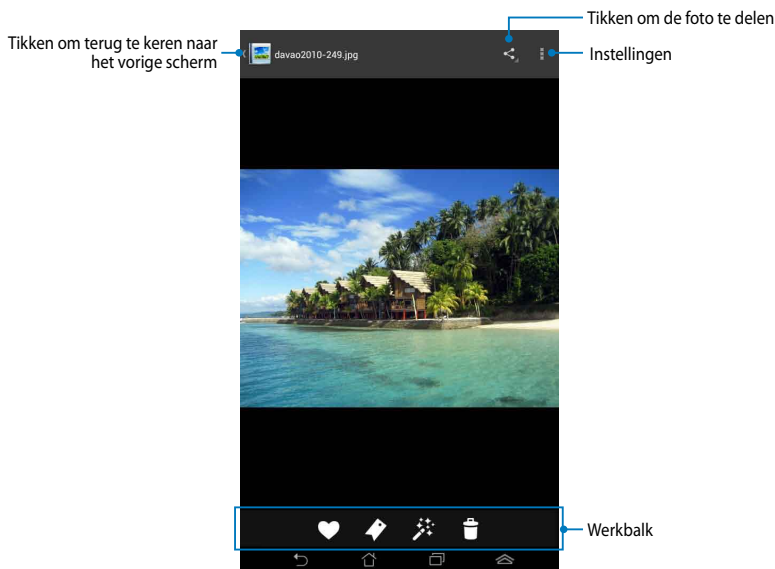 Tikken om de foto te delen
Tikken om terug te keren naar
het vorige scherm
davao2010-249.jpg
Instellingen
Werkbalk